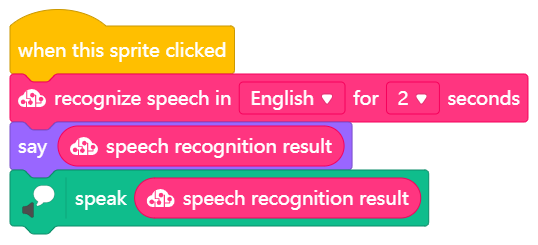 when this sprite clicked
recognize speech in English for 2 seconds
say speech recognition result
speak speech recognition result